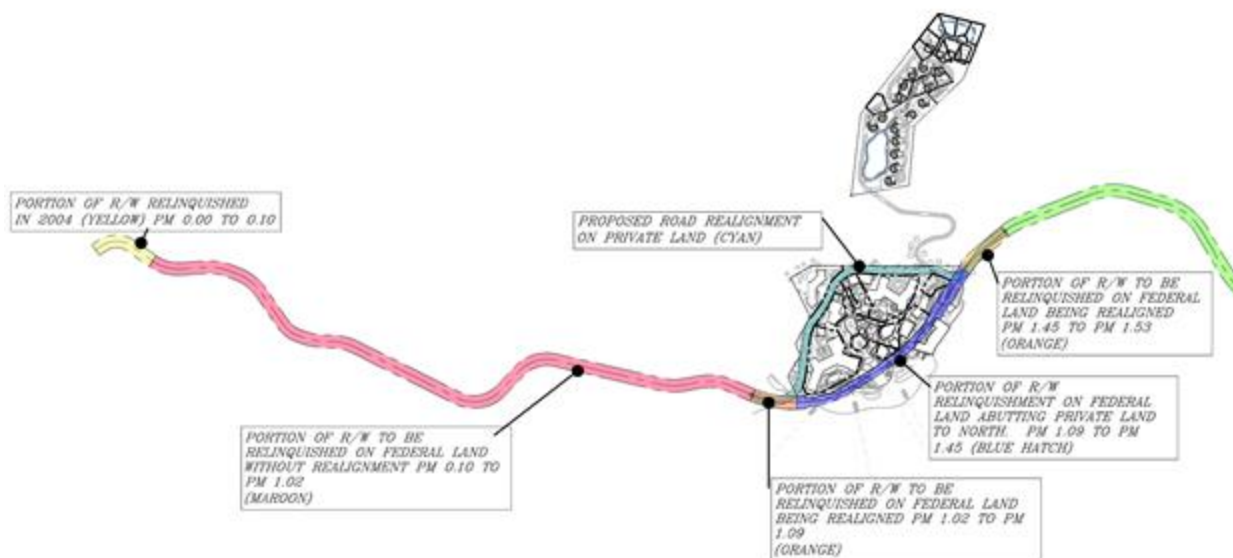 PORTION OF R/W RELINQUISHED
IN 2004 (YELLOW) PM 0.00 TO 0.10
PROPOSED ROAD REALIGNMENT
ON PRIVATE LAND (CYAN)
PORTION OF R/W TO BE
RELINQUISHED ON FEDERAL
LAND BEING REALIGNED
PM 1.45 TO PM 1.53
(ORANGE)
PORTION OF R/W
RELINQUISHMENT ON FEDERAL
LAND ABUTTING PRIVATE LAND
TO NORTH. PM 1.09 TO PM
1.45 (BLUE HATCH)
PORTION OF R/W TO BE
RELINQUISHED ON FEDERAL LAND
WITHOUT REALIGNMENT PM 0.10 TO
PM 1.02
(MAROON)
PORTION OF R/W TO BE
RELINQUISHED ON FEDERAL LAND
BEING REALIGNED PM 1.02 TO PM
1.09
(ORANGE)